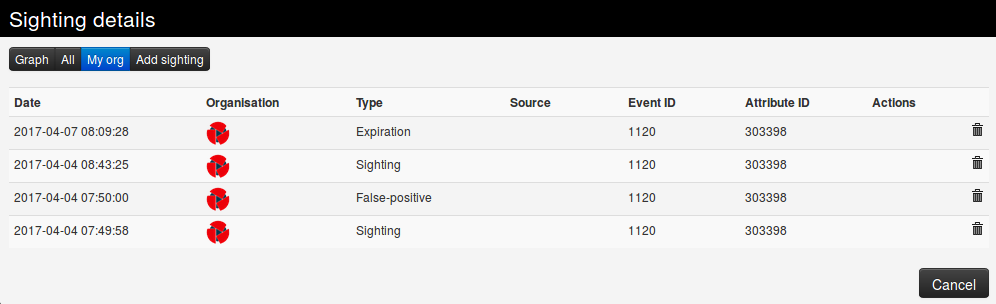 Sighting details
Graph All My org Add sighting
Date Organisation Type Source Event ID Attribute ID Actions
2017-04-07 08:09:28 Expiration 1120 303398
2017-04-04 08:43:25 Sighting 1120 303398
2017-04-04 07:50:00 False-positive 1120 303398
2017-04-04 07:49:58 Sighting 1120 303398
Cancel